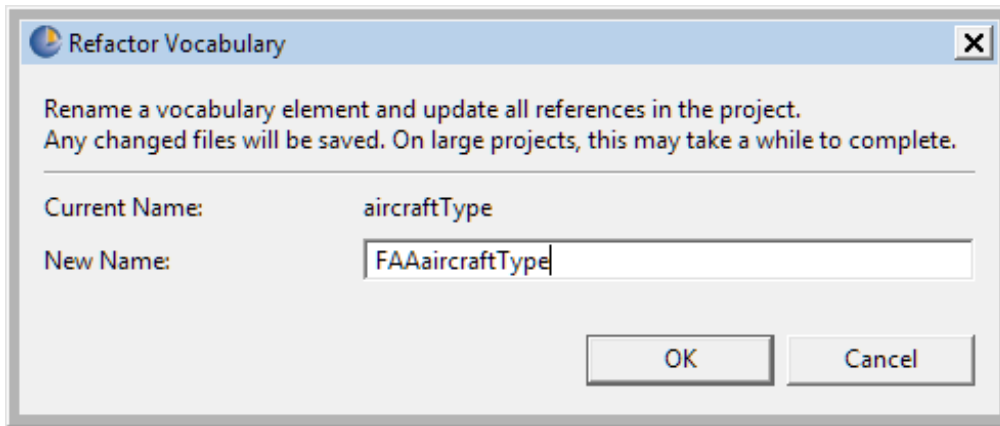 Refactor Vocabulary
Rename a vocabulary element and update all references in the project.
Any changed files will be saved. On large projects, this may take a while to complete.
Current Name: aircraftType
New Name: FAAaircraftType
OK Cancel